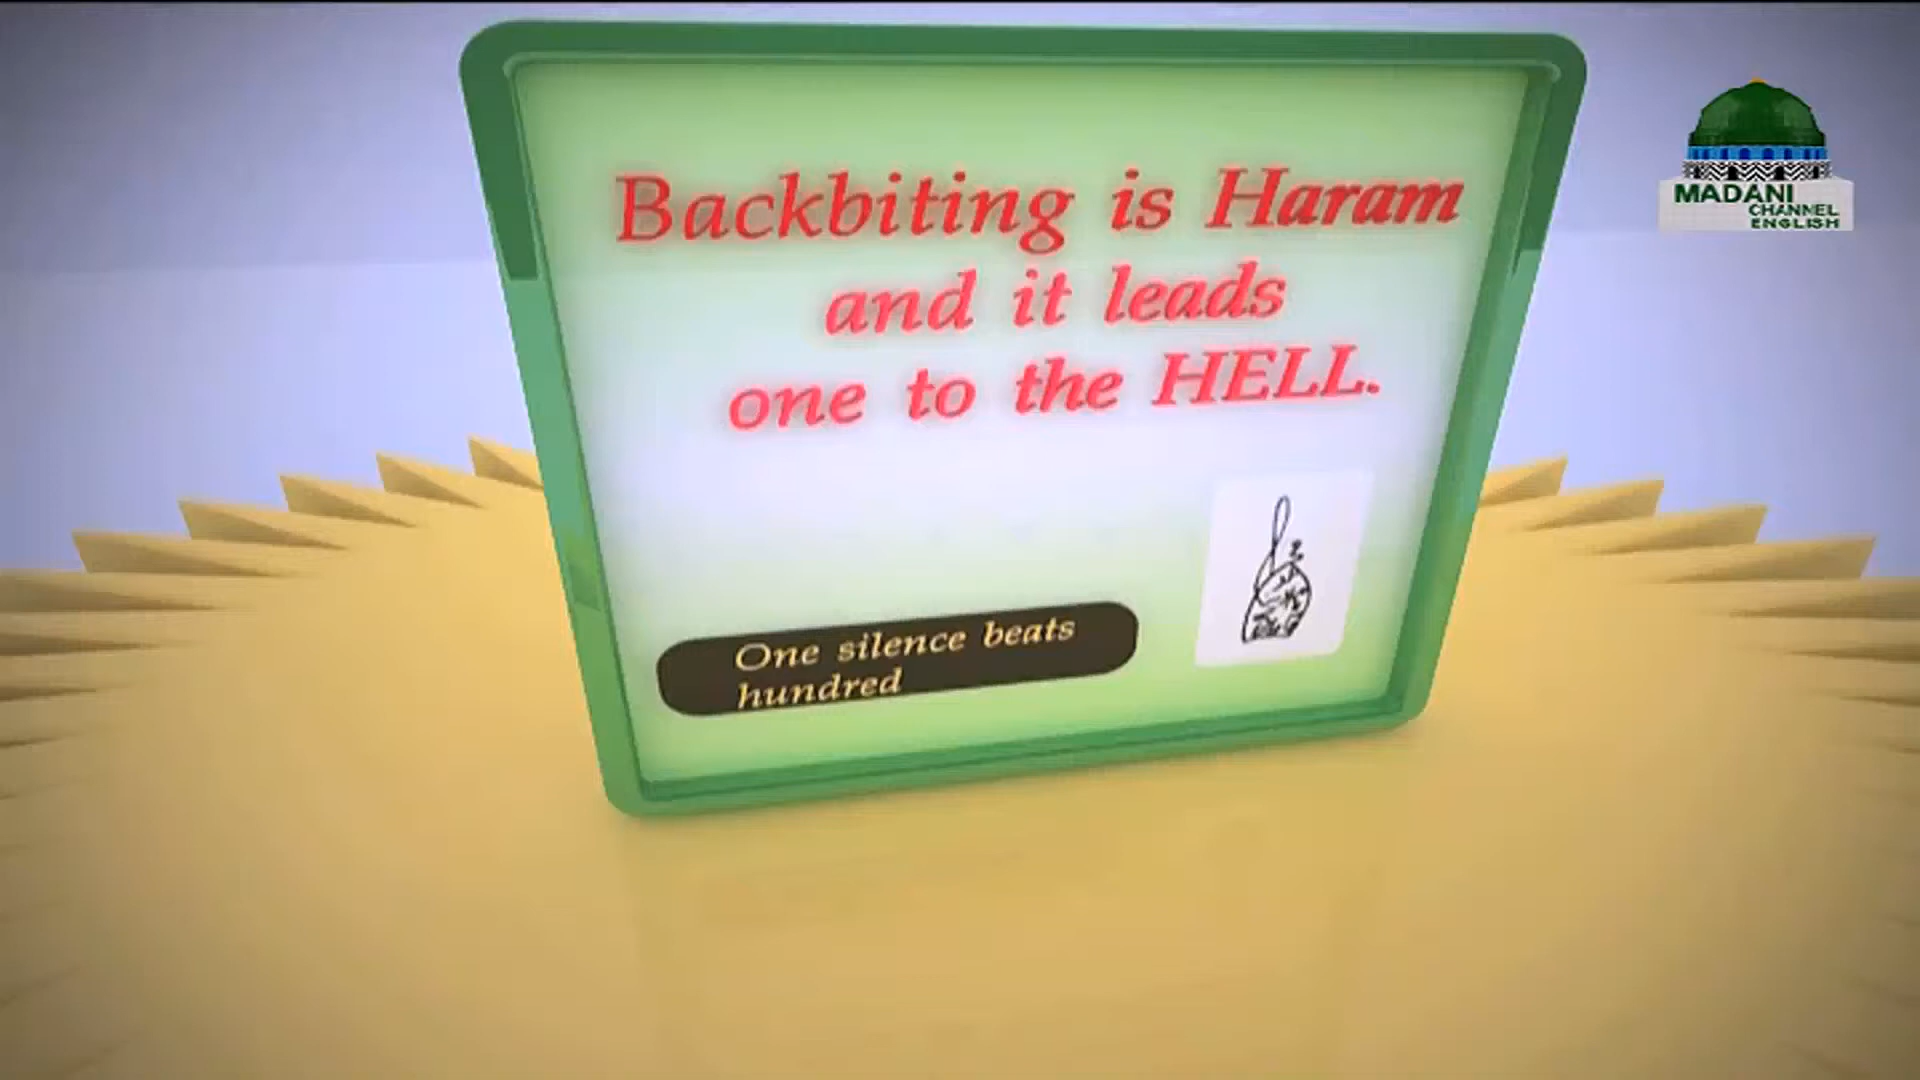 Backbiting is Haram
and it leads
one to the HELL.
One silence beats
hundred
MADANI
CHANNEL
ENGLISH